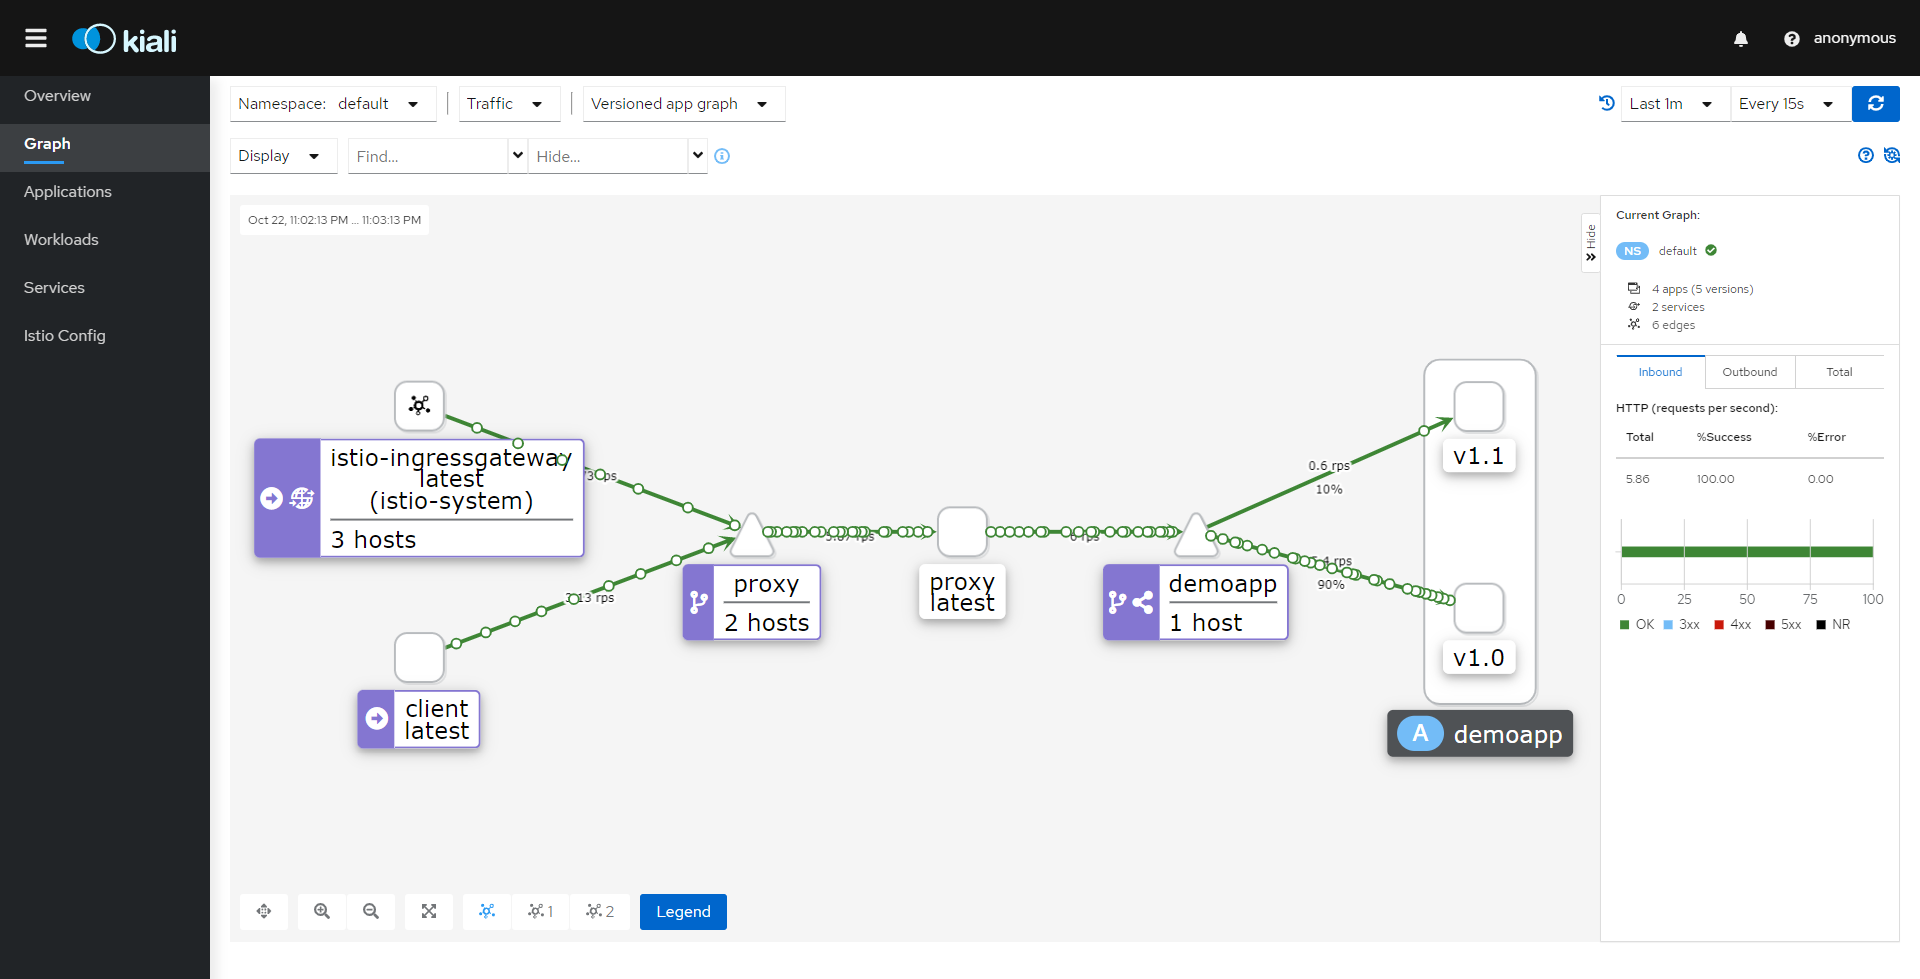 kiali
anonymous
Overview
Graph
Applications
Workloads
Services
Istio Config
Namespace: default
Traffic
Versioned app graph
Last 1m
Every 15s
Display
Find...
Hide...
Oct 22, 11:02:13 PM ... 11:03:13 PM
Hide
istio-ingressgateway
latest
(istio-system)
3 hosts
rps
3.13 rps
client
latest
proxy
2 hosts
rps
proxy
latest
6 rps
demoapp
1 host
0.6 rps
10%
5.4 rps
90%
v1.1
v1.0
A demoapp
Legend
1
2
Current Graph:
NS default
4 apps (5 versions)
2 services
6 edges
Inbound
Outbound
Total
HTTP (requests per second):
Total %Success %Error
5.86 100.00 0.00
0 25 50 75 100
OK 3xx 4xx 5xx NR